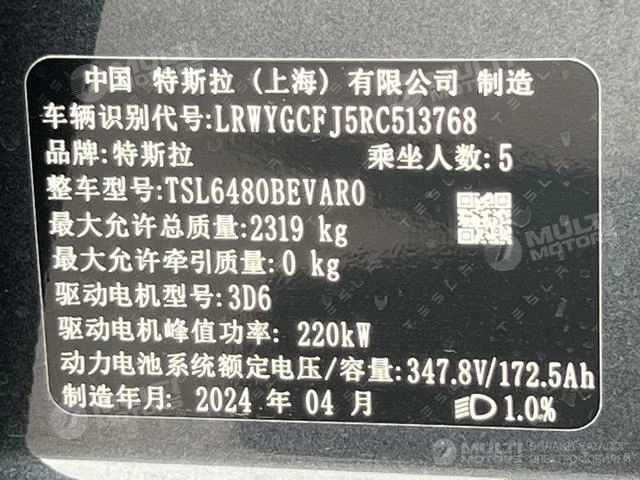 中国 特斯拉 (上海) 有限公司 制造
车辆识别代号:LRWYGCFJ5RC513768
品牌:特斯拉 乘坐人数:5
整车型号:TSL6480BEVAR0
最大允许总质量:2319 kg
最大允许牵引质量:0 kg
驱动电机型号:3D6
驱动电机峰值功率: 220kW
动力电池系统额定电压/容量:347.8V/172.5Ah
制造年月: 2024 年 04 月 1.0%
MULTI MOTORS
TESLA